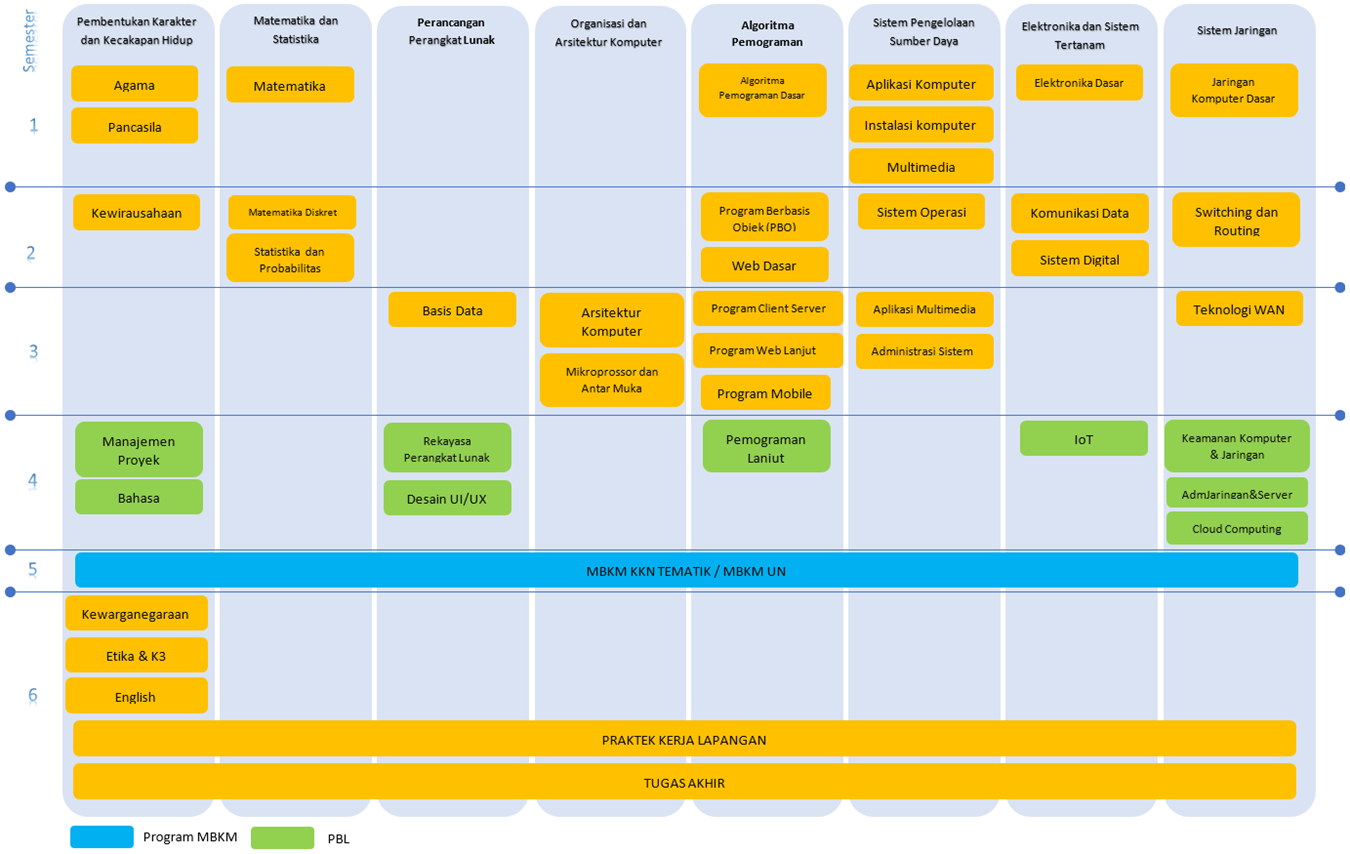 Semester
Pembentukan Karakter
dan Kecakapan Hidup
Matematika dan
Statistika
Perancangan
Perangkat Lunak
Organisasi dan
Arsitektur Komputer
Algoritma
Pemograman
Sistem Pengelolaan
Sumber Daya
Elektronika dan Sistem
Tertanam
Sistem Jaringan
1
Agama
Pancasila
Matematika
Algoritma
Pemograman Dasar
Aplikasi Komputer
Instalasi komputer
Multimedia
Elektronika Dasar
Jaringan
Komputer Dasar
2
Kewirausahaan
Matematika Diskret
Statistika dan
Probabilitas
Program Berbasis
Objek (PBO)
Web Dasar
Sistem Operasi
Komunikasi Data
Sistem Digital
Switching dan
Routing
3
Basis Data
Arsitektur
Komputer
Mikroprossor dan
Antar Muka
Program Client Server
Program Web Lanjut
Program Mobile
Aplikasi Multimedia
Administrasi Sistem
Teknologi WAN
4
Manajemen
Proyek
Bahasa
Rekayasa
Perangkat Lunak
Desain UI/UX
Pemograman
Lanjut
IoT
Keamanan Komputer
& Jaringan
AdmJaringan&Server
Cloud Computing
5
MBKM KKN TEMATIK / MBKM UN
6
Kewarganegaraan
Etika & K3
English
PRAKTEK KERJA LAPANGAN
TUGAS AKHIR
Program MBKM
PBL